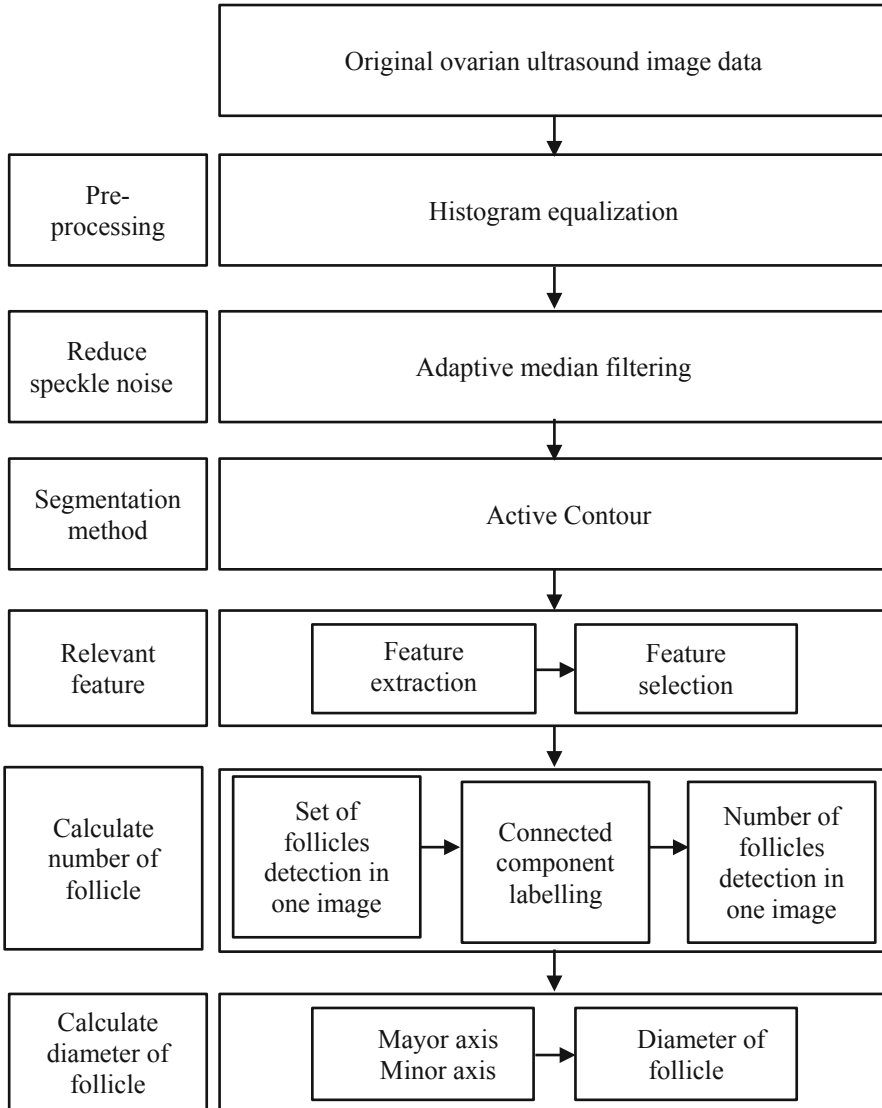 Original ovarian ultrasound image data
Pre-
processing
Histogram equalization
Reduce
speckle noise
Adaptive median filtering
Segmentation
method
Active Contour
Relevant
feature
Feature
extraction
Feature
selection
Calculate
number of
follicle
Set of
follicles
detection in
one image
Connected
component
labelling
Number of
follicles
detection in
one image
Calculate
diameter of
follicle
Mayor axis
Minor axis
Diameter of
follicle